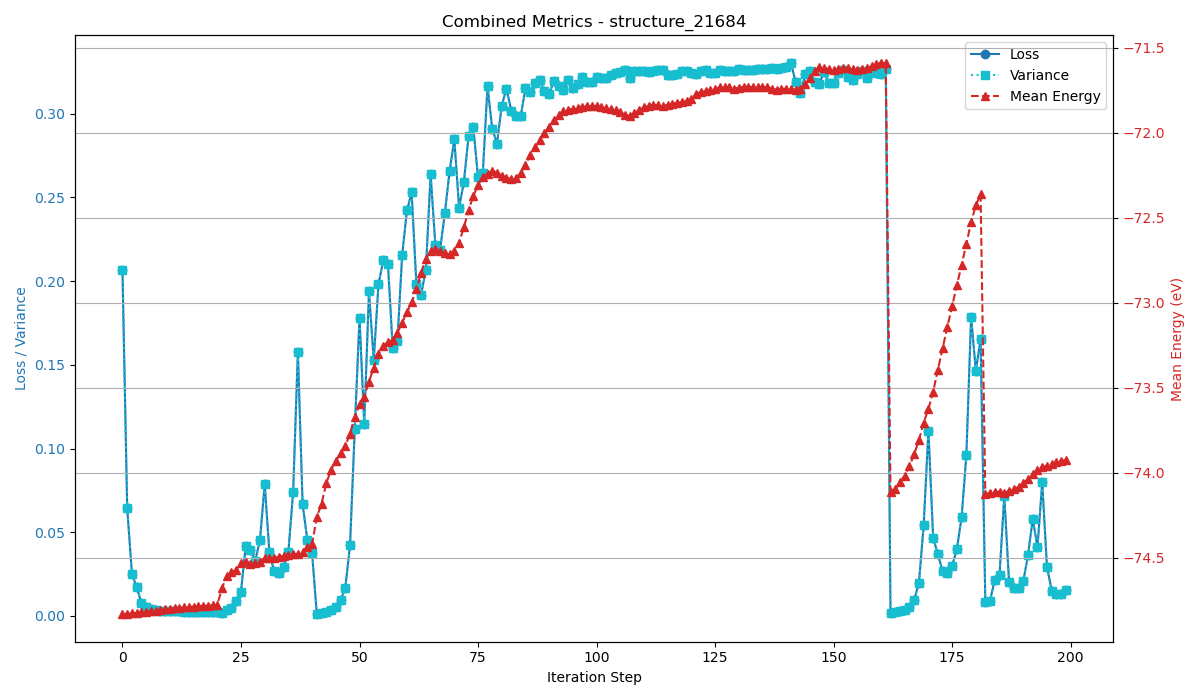 Combined Metrics - structure_21684
Loss
Variance
Mean Energy
Loss / Variance
0.30
0.25
0.20
0.15
0.10
0.05
0.00
−71.5
−72.0
−72.5
−73.0
−73.5
−74.0
−74.5
Mean Energy (eV)
0 25 50 75 100 125 150 175 200
Iteration Step